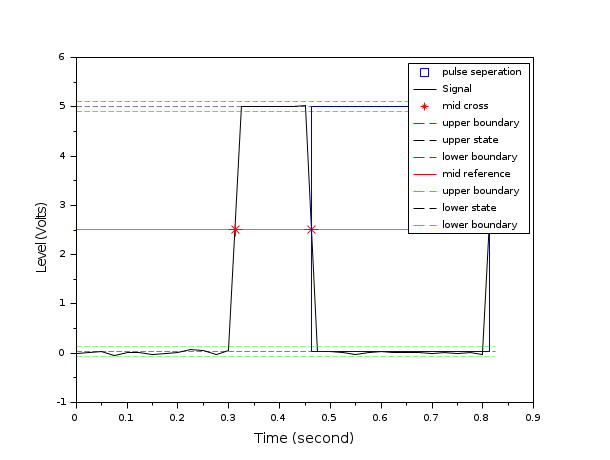 6
5
4
3
2
1
0
-1
0
0.1
0.2
0.3
0.4
0.5
0.6
0.7
0.8
0.9
Level (Volts)
Time (second)
pulse seperation
Signal
mid cross
upper boundary
upper state
lower boundary
mid reference
upper boundary
lower state
lower boundary